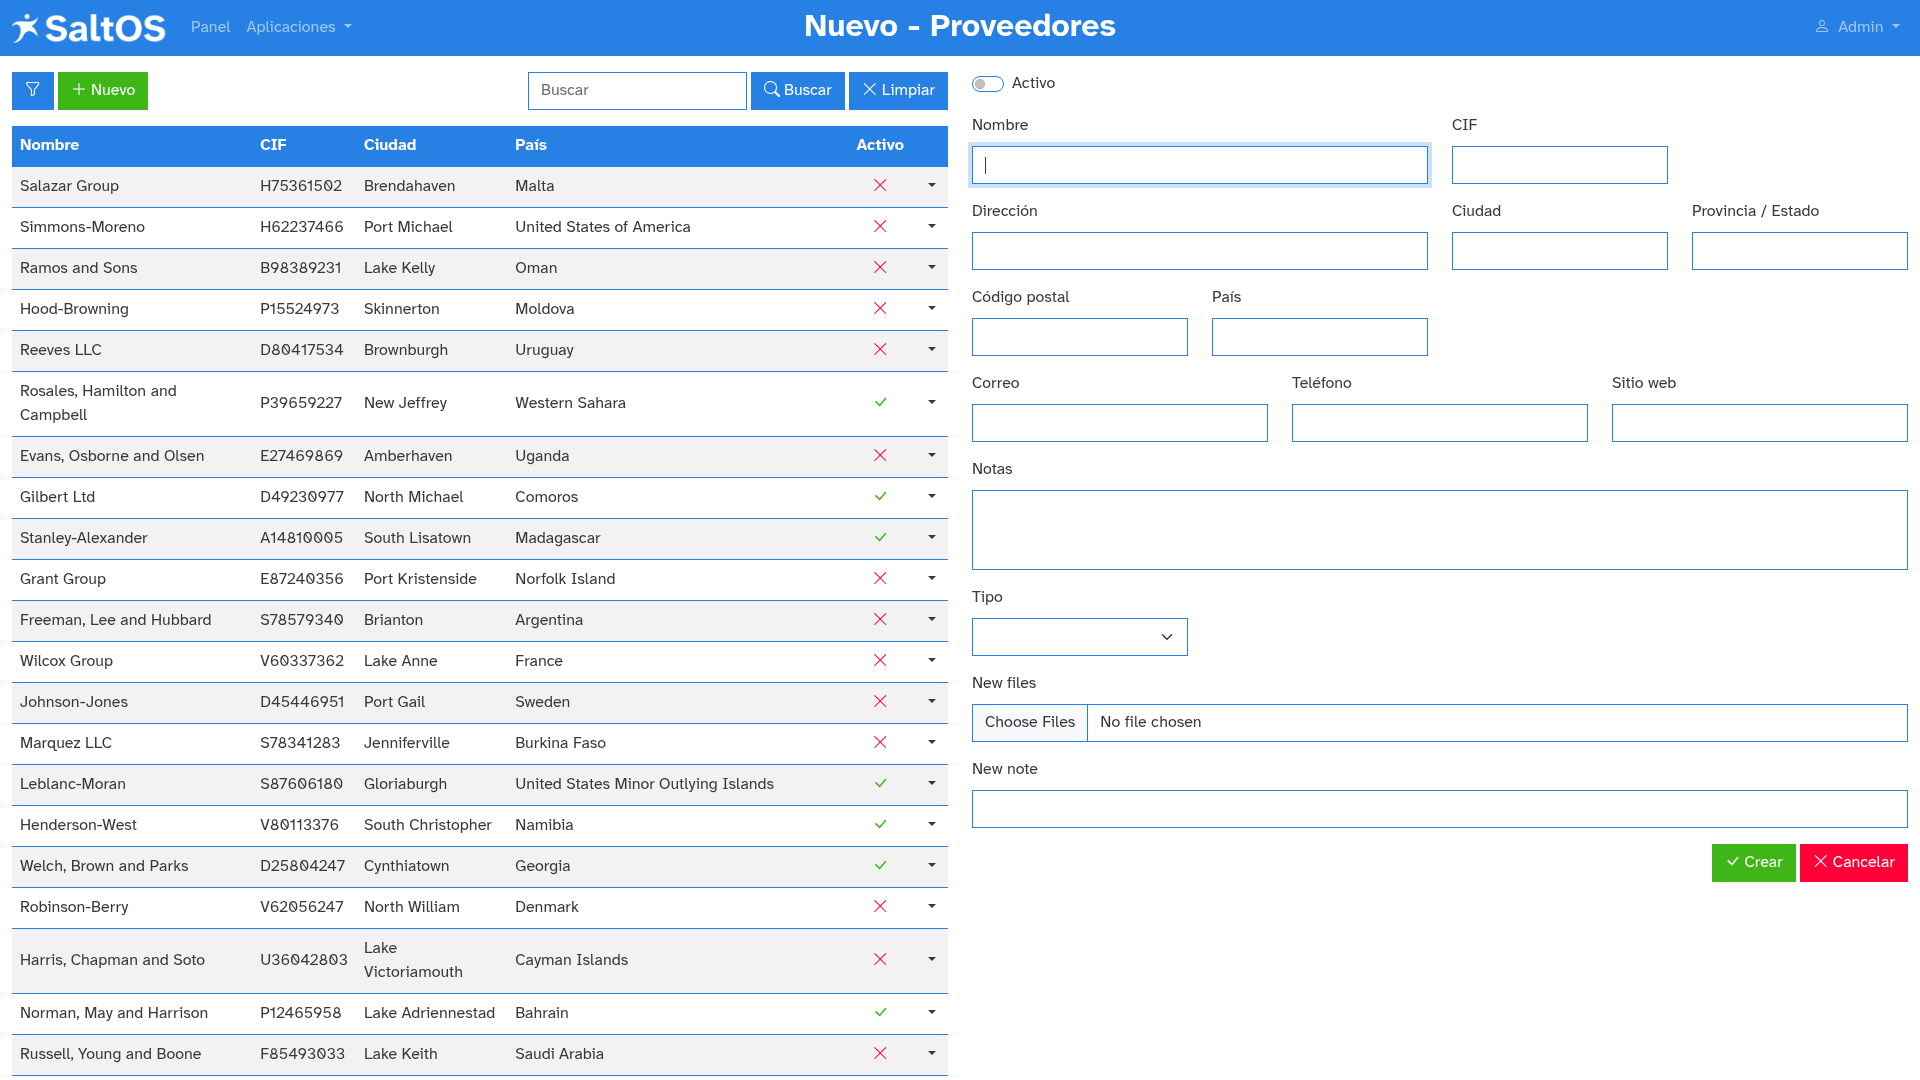 SaltOS Panel Aplicaciones Nuevo - Proveedores Admin
Nuevo Buscar Buscar Limpiar
Nombre CIF Ciudad País Activo
Salazar Group H75361502 Brendahaven Malta
Simmons-Moreno H62237466 Port Michael United States of America
Ramos and Sons B98389231 Lake Kelly Oman
Hood-Browning P15524973 Skinnerton Moldova
Reeves LLC D80417534 Brownburgh Uruguay
Rosales, Hamilton and
Campbell P39659227 New Jeffrey Western Sahara
Evans, Osborne and Olsen E27469869 Amberhaven Uganda
Gilbert Ltd D49230977 North Michael Comoros
Stanley-Alexander A14810005 South Lisatown Madagascar
Grant Group E87240356 Port Kristenside Norfolk Island
Freeman, Lee and Hubbard S78579340 Brianton Argentina
Wilcox Group V60337362 Lake Anne France
Johnson-Jones D45446951 Port Gail Sweden
Marquez LLC S78341283 Jenniferville Burkina Faso
Leblanc-Moran S87606180 Gloriaburgh United States Minor Outlying Islands
Henderson-West V80113376 South Christopher Namibia
Welch, Brown and Parks D25804247 Cynthiatown Georgia
Robinson-Berry V62056247 North William Denmark
Harris, Chapman and Soto U36042803 Lake
Victoriamouth Cayman Islands
Norman, May and Harrison P12465958 Lake Adriennestad Bahrain
Russell, Young and Boone F85493033 Lake Keith Saudi Arabia
Activo
Nombre CIF
Dirección Ciudad Provincia / Estado
Código postal País
Correo Teléfono Sitio web
Notas
Tipo
New files
Choose Files No file chosen
New note
Crear Cancelar